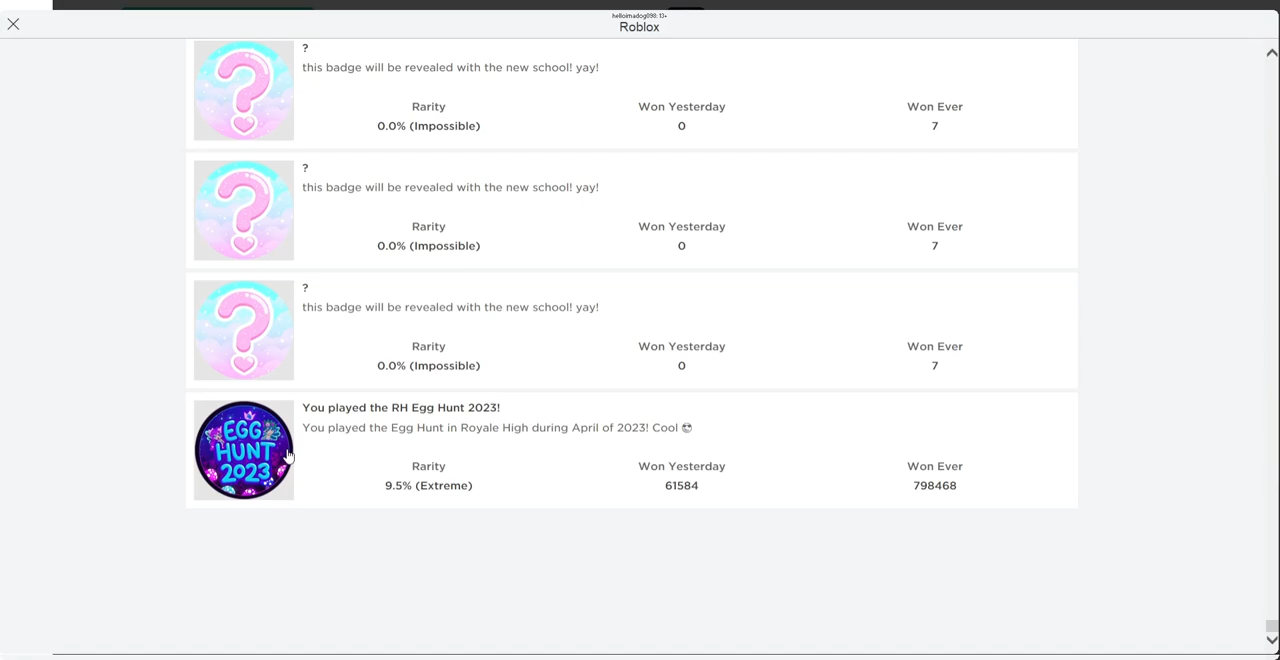 helloimadog098: 13+
Roblox
?
this badge will be revealed with the new school! yay!
Rarity Won Yesterday Won Ever
0.0% (Impossible) 0 7
?
this badge will be revealed with the new school! yay!
Rarity Won Yesterday Won Ever
0.0% (Impossible) 0 7
?
this badge will be revealed with the new school! yay!
Rarity Won Yesterday Won Ever
0.0% (Impossible) 0 7
EGG
HUNT
2023
You played the RH Egg Hunt 2023!
You played the Egg Hunt in Royale High during April of 2023! Cool 😎
Rarity Won Yesterday Won Ever
9.5% (Extreme) 61584 798468